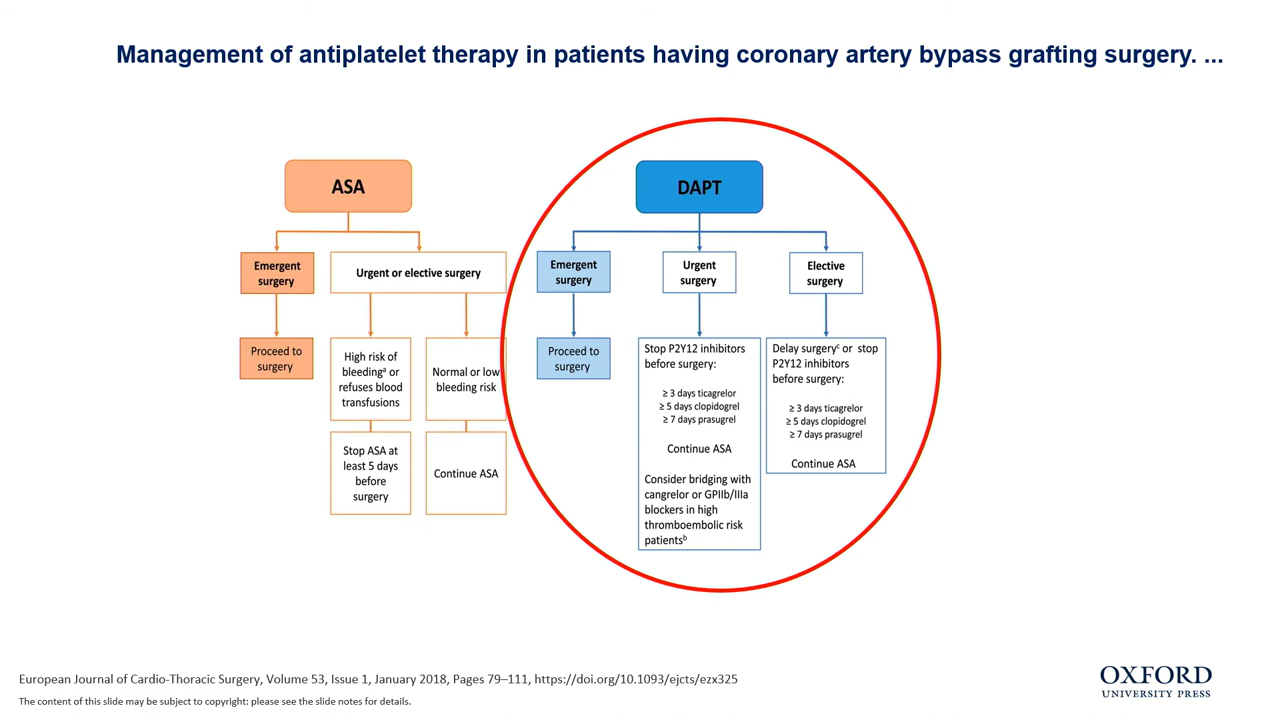 Management of antiplatelet therapy in patients having coronary artery bypass grafting surgery. ...
ASA
Emergent
surgery
Urgent or elective surgery
Proceed to
surgery
High risk of
bleedingᵃ or
refuses blood
transfusions
Normal or low
bleeding risk
Stop ASA at
least 5 days
before
surgery
Continue ASA
DAPT
Emergent
surgery
Urgent
surgery
Elective
surgery
Proceed to
surgery
Stop P2Y12 inhibitors
before surgery:
≥ 3 days ticagrelor
≥ 5 days clopidogrel
≥ 7 days prasugrel
Continue ASA
Consider bridging with
cangrelor or GPIIb/IIIa
blockers in high
thromboembolic risk
patientsᵇ
Delay surgeryᶜ or stop
P2Y12 inhibitors
before surgery:
≥ 3 days ticagrelor
≥ 5 days clopidogrel
≥ 7 days prasugrel
Continue ASA
European Journal of Cardio-Thoracic Surgery, Volume 53, Issue 1, January 2018, Pages 79–111, https://doi.org/10.1093/ejcts/ezx325
The content of this slide may be subject to copyright: please see the slide notes for details.
OXFORD
UNIVERSITY PRESS